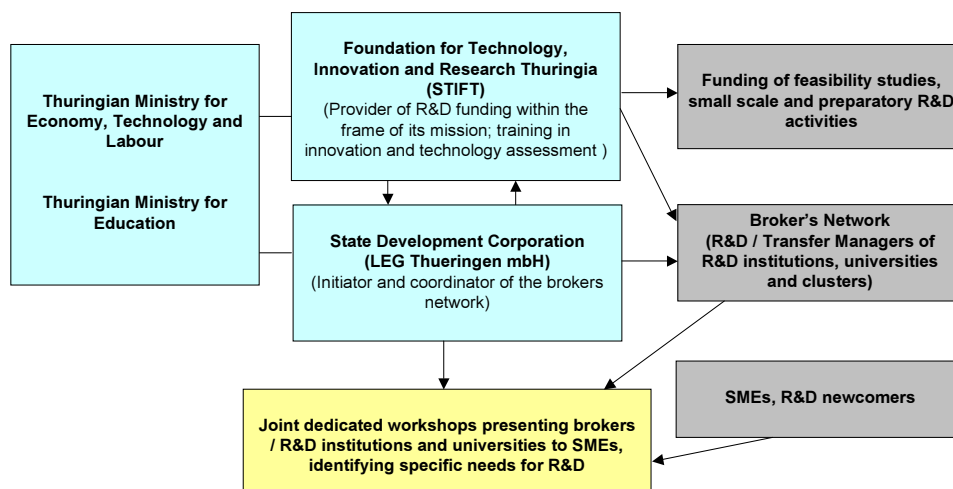 Thuringian Ministry for
Economy, Technology and
Labour
Thuringian Ministry for
Education
Foundation for Technology,
Innovation and Research Thuringia
(STIFT)
(Provider of R&D funding within the
frame of its mission; training in
innovation and technology assessment )
State Development Corporation
(LEG Thueringen mbH)
(Initiator and coordinator of the brokers
network)
Funding of feasibility studies,
small scale and preparatory R&D
activities
Broker's Network
(R&D / Transfer Managers of
R&D institutions, universities
and clusters)
SMEs, R&D newcomers
Joint dedicated workshops presenting brokers
/ R&D institutions and universities to SMEs,
identifying specific needs for R&D